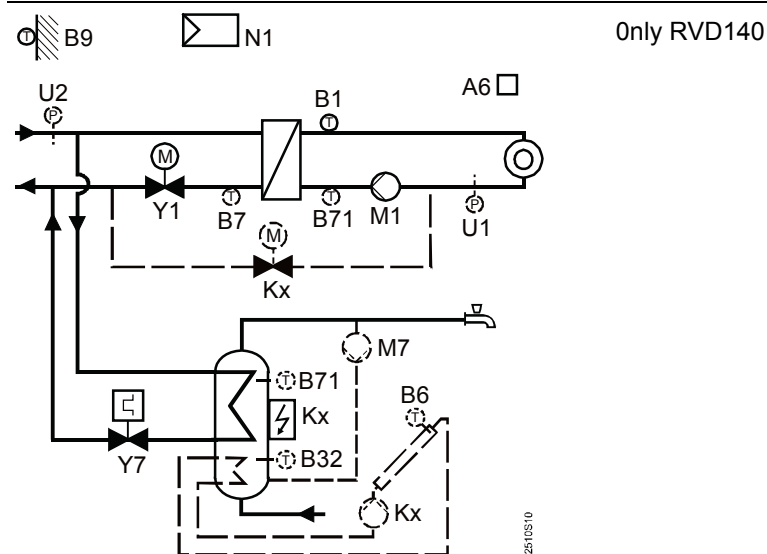 B9
N1
0nly RVD140
U2
P
B1
T
A6
M
Y1
B7
B71
M1
U1
P
M
Kx
M7
T B71
Kx
B6
T
Y7
T B32
Kx
2510S10